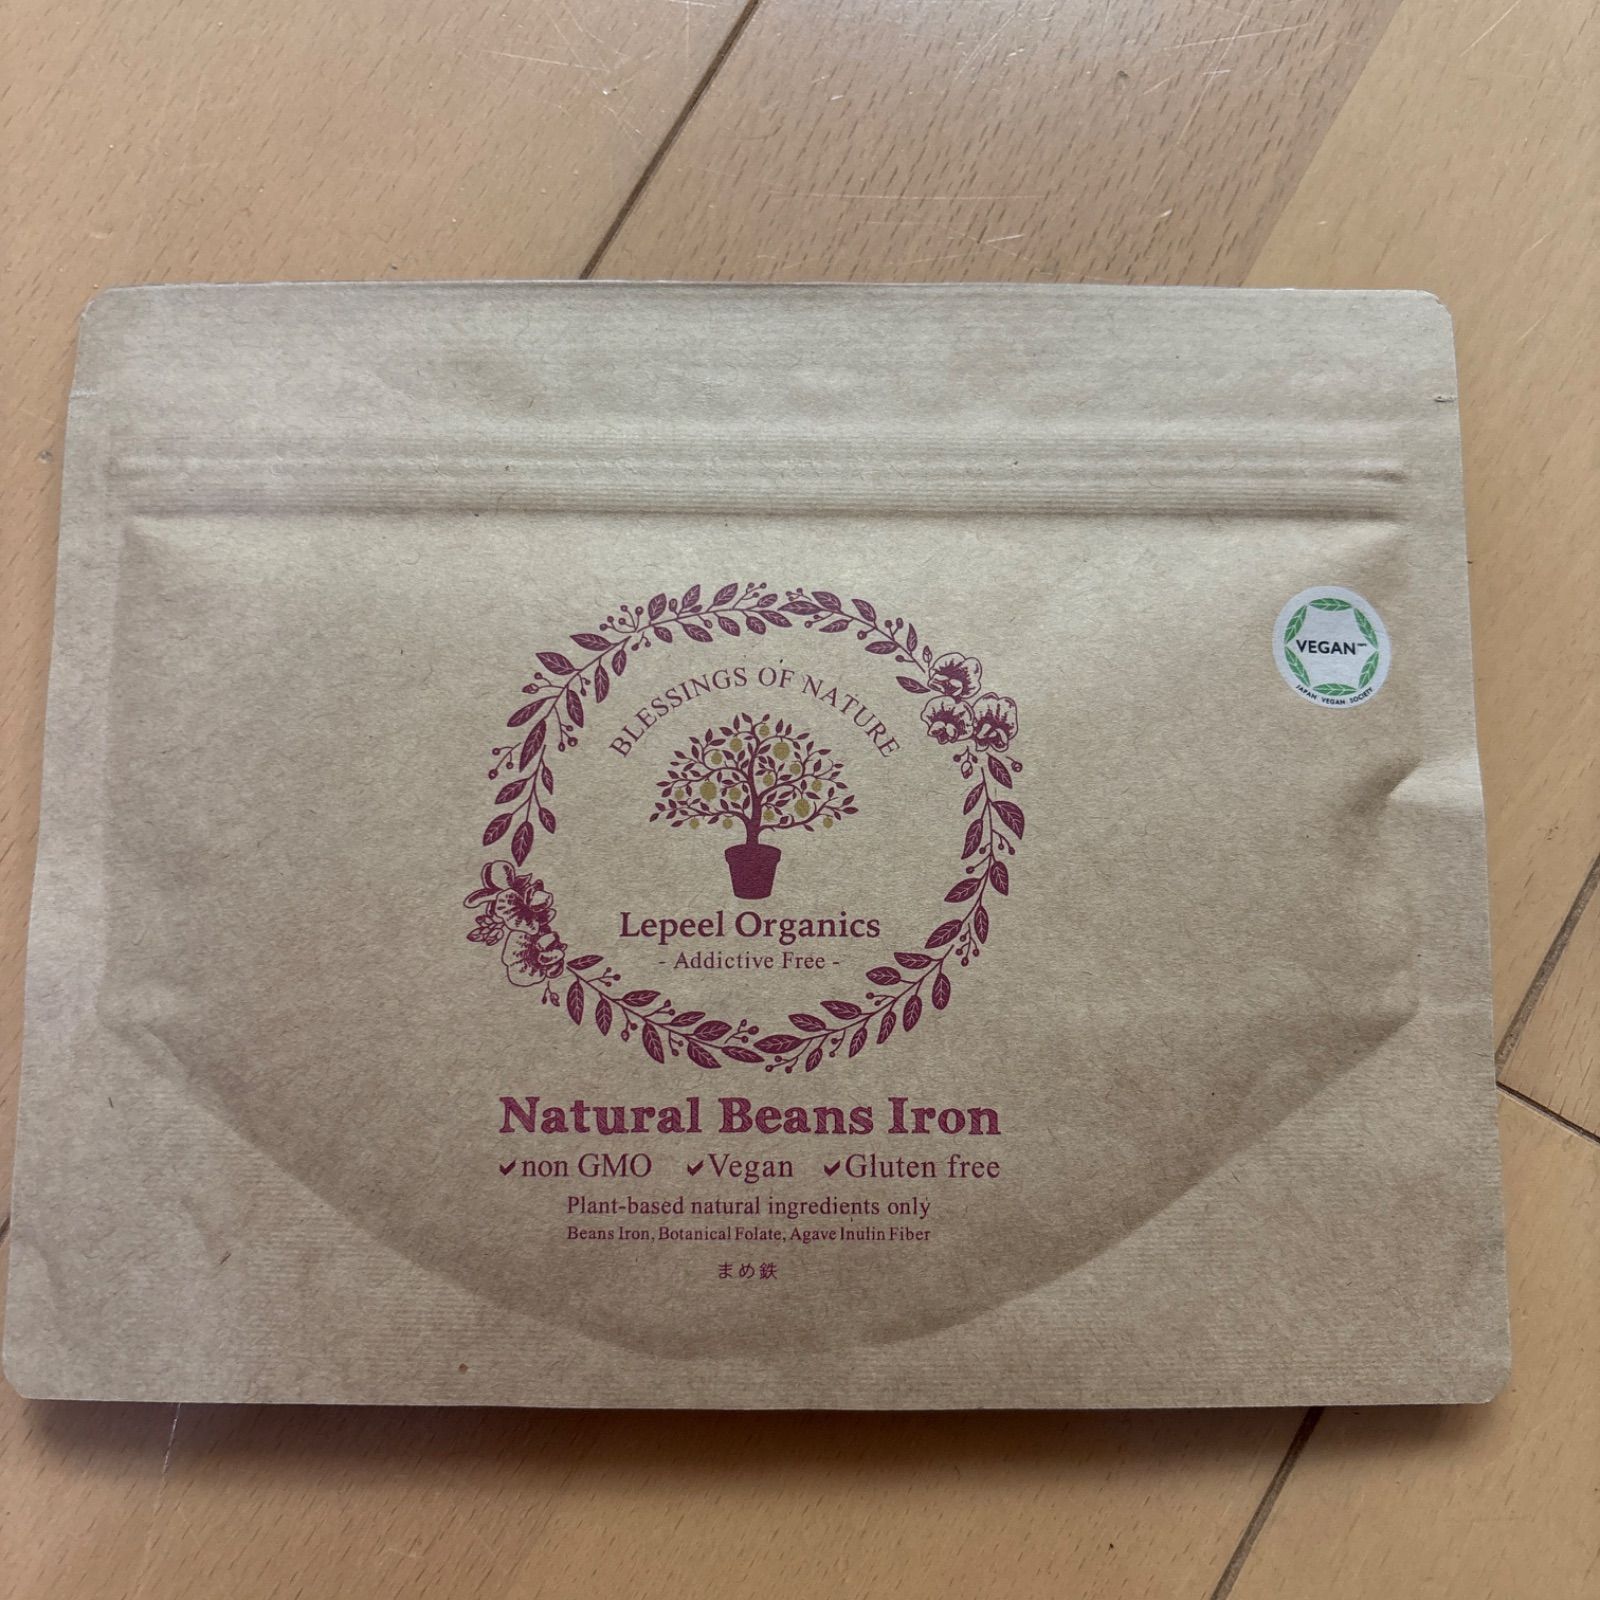 BLESSINGS OF NATURE
VEGAN
JAPAN VEGAN SOCIETY
Lepeel Organics
- Addictive Free -
Natural Beans Iron
✓non GMO ✓Vegan ✓Gluten free
Plant-based natural ingredients only
Beans Iron, Botanical Folate, Agave Inulin Fiber
まめ鉄